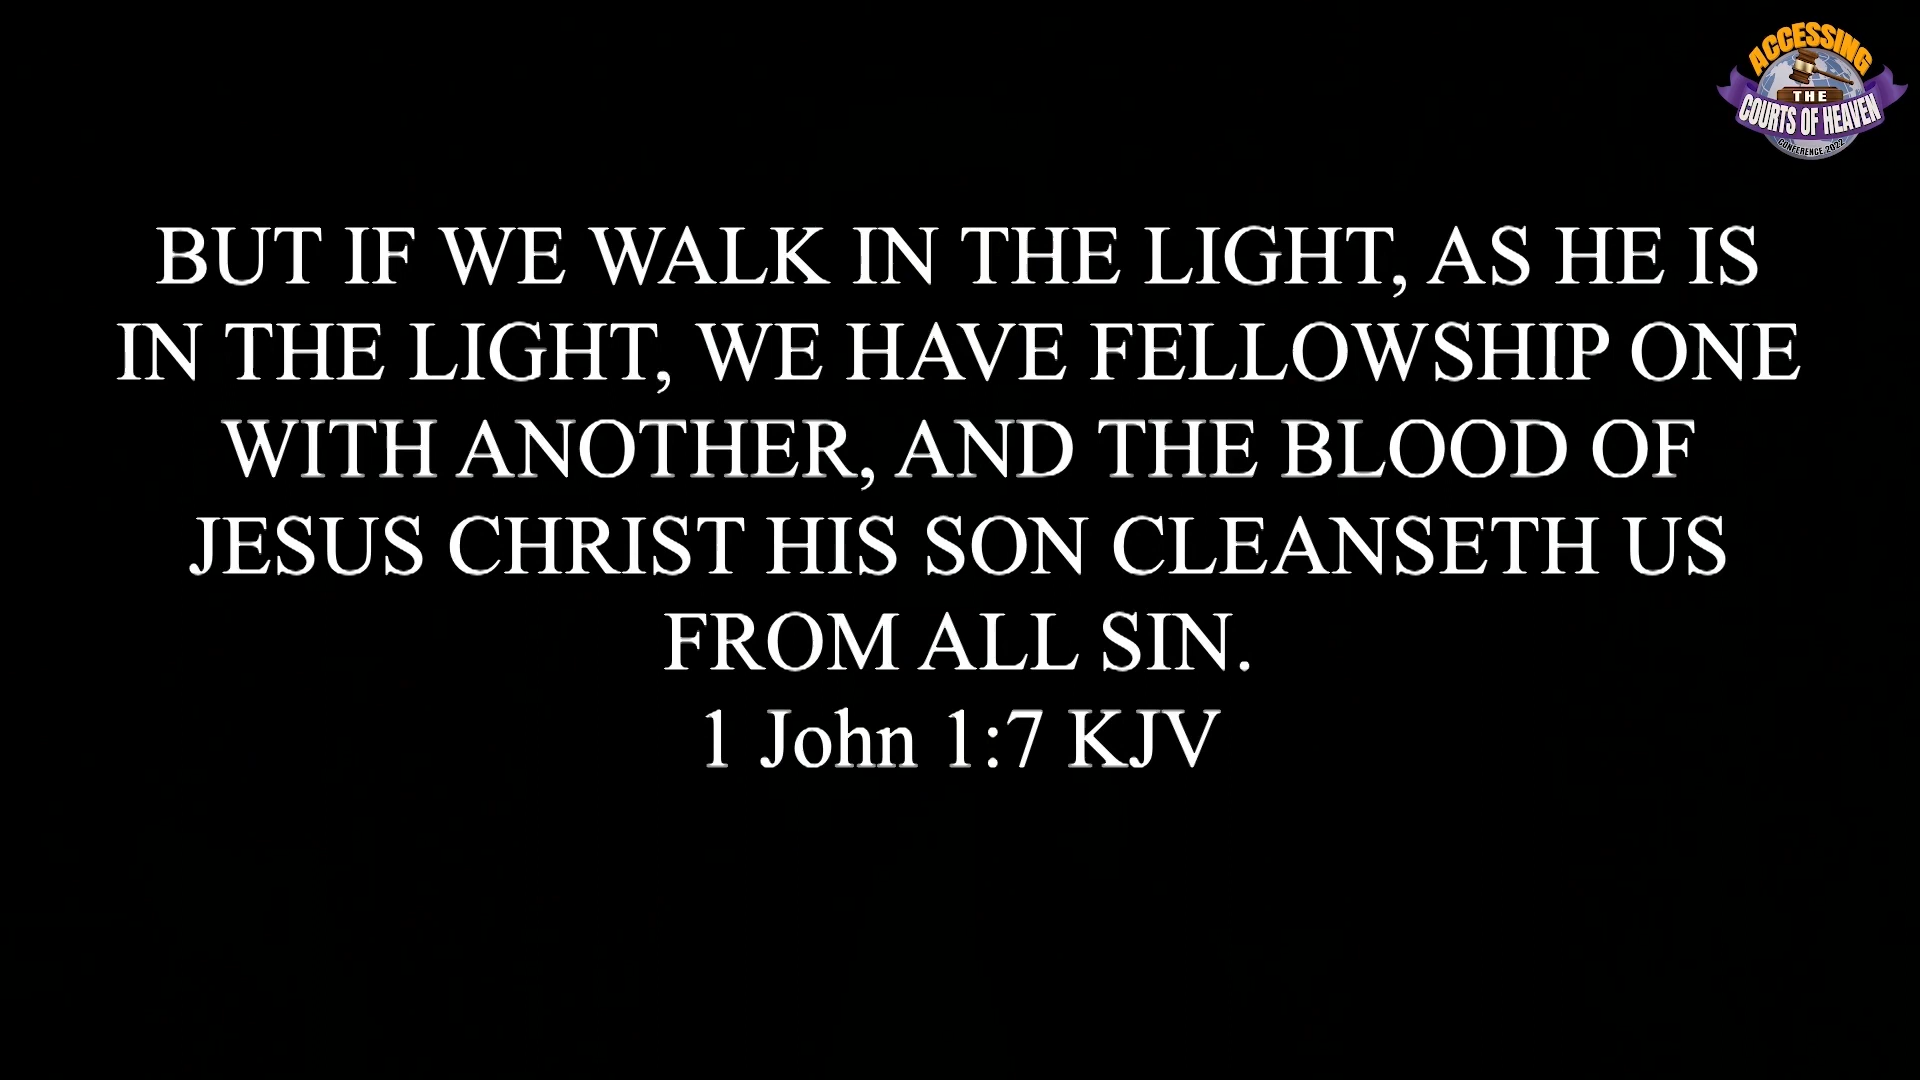 ACCESSING
THE
COURTS OF HEAVEN
CONFERENCE 2022
BUT IF WE WALK IN THE LIGHT, AS HE IS
IN THE LIGHT, WE HAVE FELLOWSHIP ONE
WITH ANOTHER, AND THE BLOOD OF
JESUS CHRIST HIS SON CLEANSETH US
FROM ALL SIN.
1 John 1:7 KJV